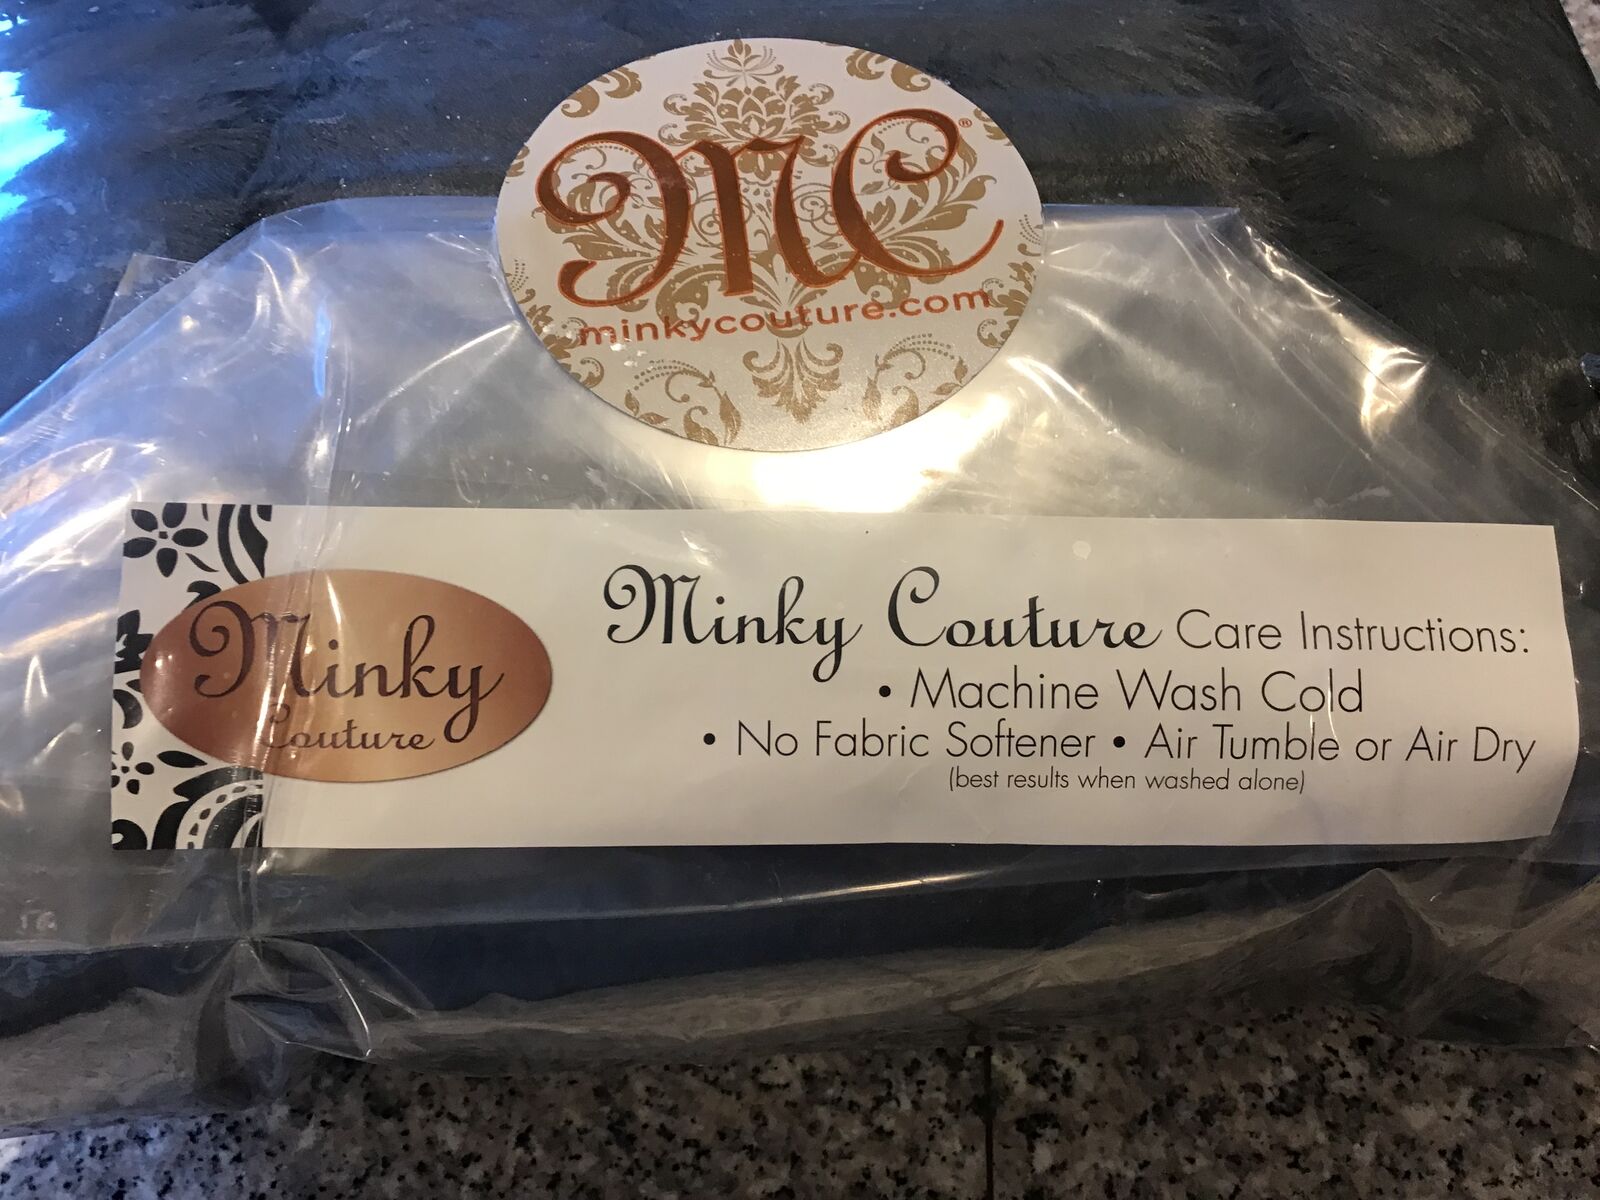 MC®
minkycouture.com
Minky
Couture
Minky Couture Care Instructions:
• Machine Wash Cold
• No Fabric Softener • Air Tumble or Air Dry
(best results when washed alone)